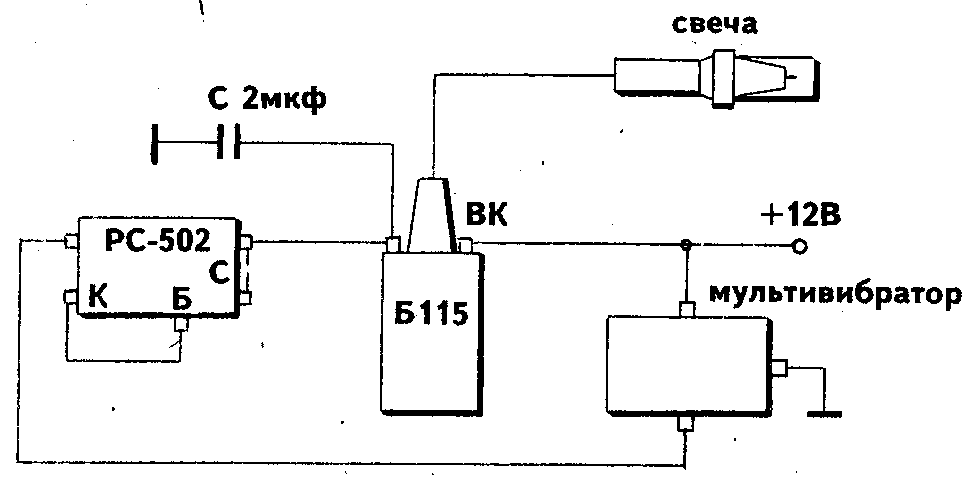 свеча
С 2мкф
ВК
+12В
РС-502
С
К
Б
Б115
мультивибратор